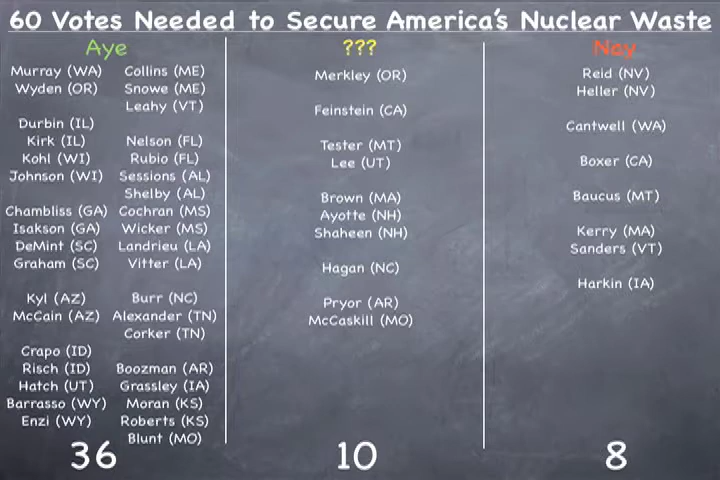 60 Votes Needed to Secure America's Nuclear Waste
Aye
Murray (WA)
Wyden (OR)
Durbin (IL)
Kirk (IL)
Kohl (WI)
Johnson (WI)
Chambliss (GA)
Isakson (GA)
DeMint (SC)
Graham (SC)
Kyl (AZ)
McCain (AZ)
Crapo (ID)
Risch (ID)
Hatch (UT)
Barrasso (WY)
Enzi (WY)
Collins (ME)
Snowe (ME)
Leahy (VT)
Nelson (FL)
Rubio (FL)
Sessions (AL)
Shelby (AL)
Cochran (MS)
Wicker (MS)
Landrieu (LA)
Vitter (LA)
Burr (NC)
Alexander (TN)
Corker (TN)
Boozman (AR)
Grassley (IA)
Moran (KS)
Roberts (KS)
Blunt (MO)
36
???
Merkley (OR)
Feinstein (CA)
Tester (MT)
Lee (UT)
Brown (MA)
Ayotte (NH)
Shaheen (NH)
Hagan (NC)
Pryor (AR)
McCaskill (MO)
10
Nay
Reid (NV)
Heller (NV)
Cantwell (WA)
Boxer (CA)
Baucus (MT)
Kerry (MA)
Sanders (VT)
Harkin (IA)
8